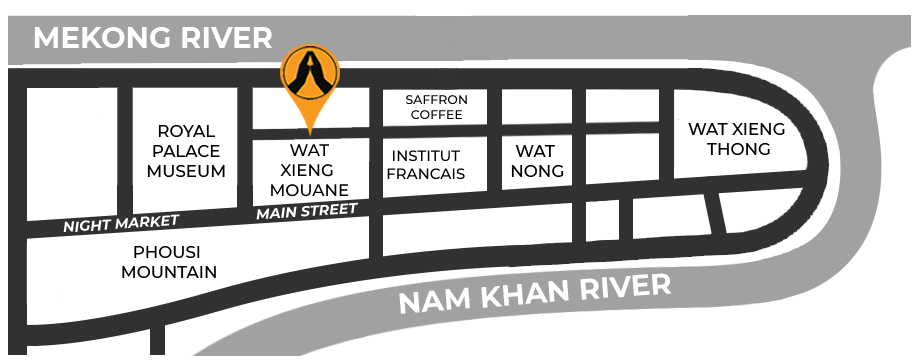 MEKONG RIVER
SAFFRON
COFFEE
ROYAL
PALACE
MUSEUM
WAT
XIENG
MOUANE
INSTITUT
FRANCAIS
WAT
NONG
WAT XIENG
THONG
NIGHT MARKET
MAIN STREET
PHOUSI
MOUNTAIN
NAM KHAN RIVER